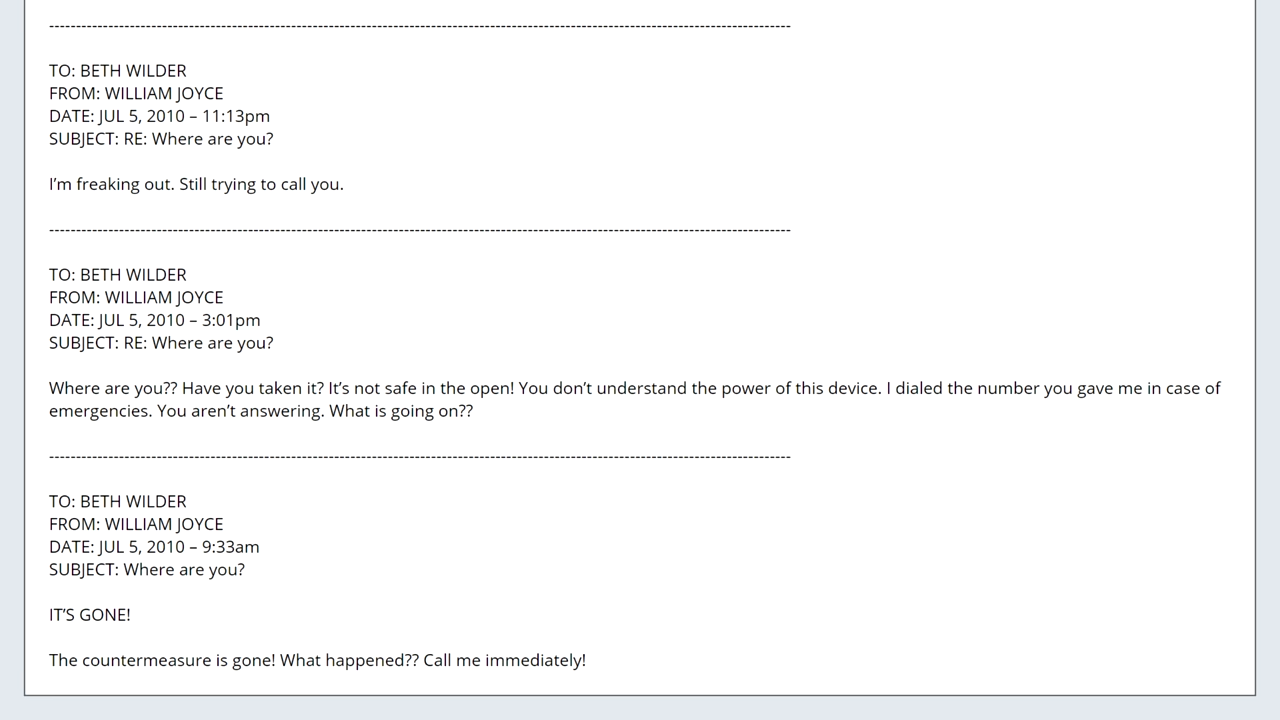 ----------------------------------------------------------------------------------------------------------------------------------------
TO: BETH WILDER
FROM: WILLIAM JOYCE
DATE: JUL 5, 2010 – 11:13pm
SUBJECT: RE: Where are you?
I’m freaking out. Still trying to call you.
----------------------------------------------------------------------------------------------------------------------------------------
TO: BETH WILDER
FROM: WILLIAM JOYCE
DATE: JUL 5, 2010 – 3:01pm
SUBJECT: RE: Where are you?
Where are you?? Have you taken it? It’s not safe in the open! You don’t understand the power of this device. I dialed the number you gave me in case of
emergencies. You aren’t answering. What is going on??
----------------------------------------------------------------------------------------------------------------------------------------
TO: BETH WILDER
FROM: WILLIAM JOYCE
DATE: JUL 5, 2010 – 9:33am
SUBJECT: Where are you?
IT’S GONE!
The countermeasure is gone! What happened?? Call me immediately!